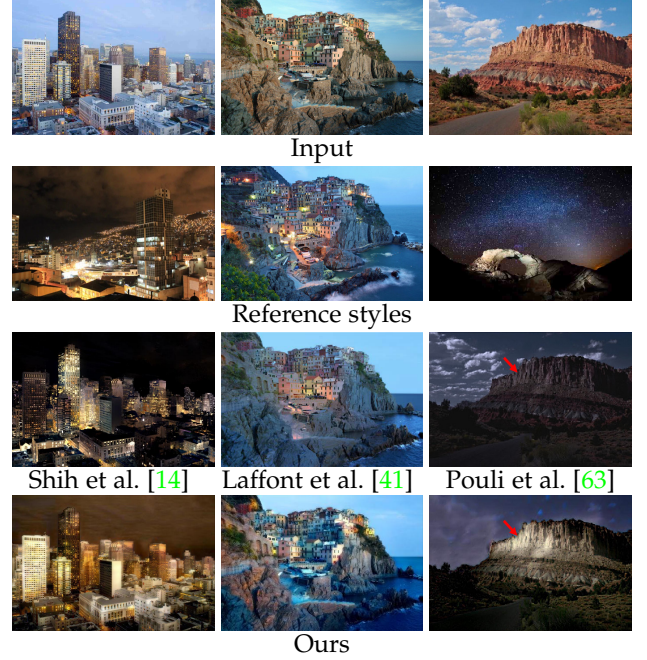 Input
Reference styles
Shih et al. [14] Laffont et al. [41] Pouli et al. [63]
Ours